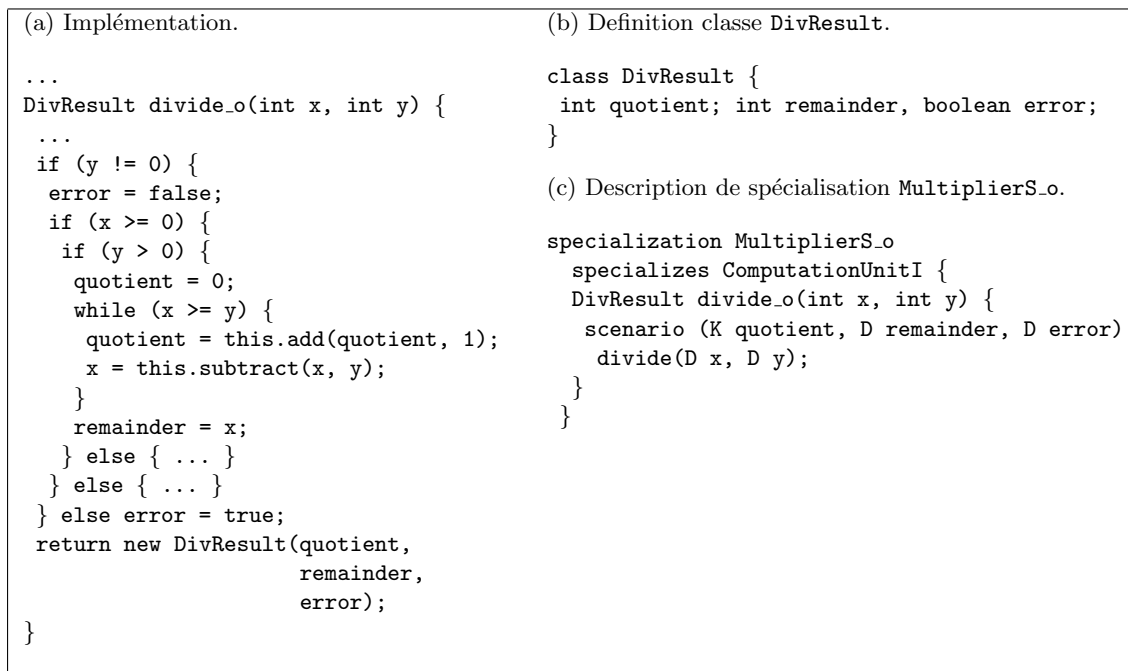 (a) Implémentation.
...
DivResult divide_o(int x, int y) {
...
if (y != 0) {
error = false;
if (x >= 0) {
if (y > 0) {
quotient = 0;
while (x >= y) {
quotient = this.add(quotient, 1);
x = this.subtract(x, y);
}
remainder = x;
} else { ... }
} else { ... }
} else error = true;
return new DivResult(quotient,
remainder,
error);
}
(b) Definition classe DivResult.
class DivResult {
int quotient; int remainder, boolean error;
}
(c) Description de spécialisation MultiplierS_o.
specialization MultiplierS_o
specializes ComputationUnitI {
DivResult divide_o(int x, int y) {
scenario (K quotient, D remainder, D error)
divide(D x, D y);
}
}